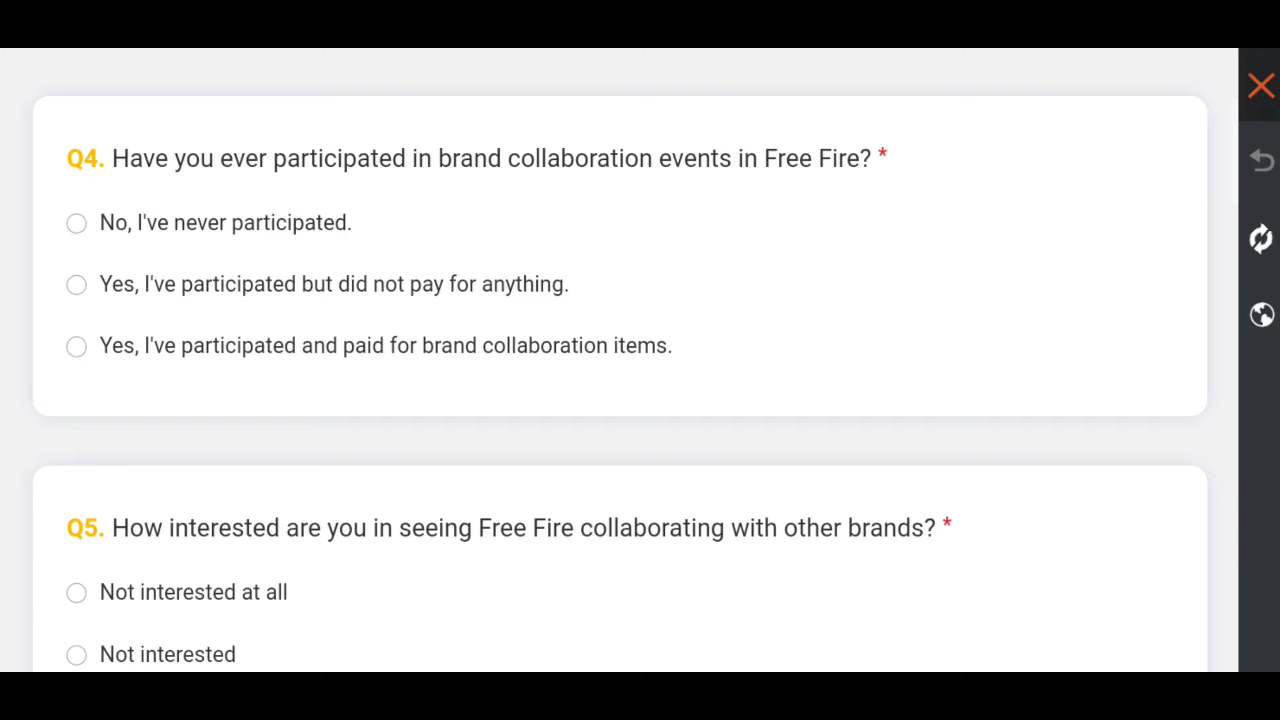 Q4. Have you ever participated in brand collaboration events in Free Fire? *
No, I've never participated.
Yes, I've participated but did not pay for anything.
Yes, I've participated and paid for brand collaboration items.
Q5. How interested are you in seeing Free Fire collaborating with other brands? *
Not interested at all
Not interested